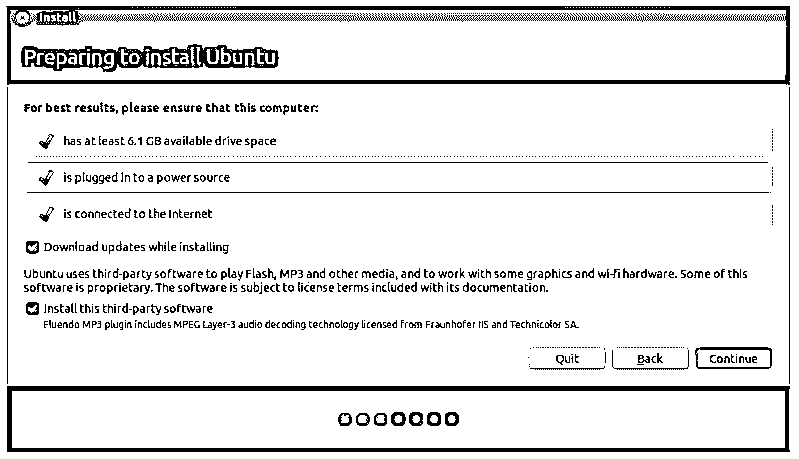 Install
Preparing to install Ubuntu
For best results, please ensure that this computer:
has at least 6.1 GB available drive space
is plugged in to a power source
is connected to the Internet
Download updates while installing
Ubuntu uses third-party software to play Flash, MP3 and other media, and to work with some graphics and wi-fi hardware. Some of this
software is proprietary. The software is subject to license terms included with its documentation.
Install this third-party software
Fluendo MP3 plugin includes MPEG Layer-3 audio decoding technology licensed from Fraunhofer IIS and Technicolor SA.
Quit Back Continue